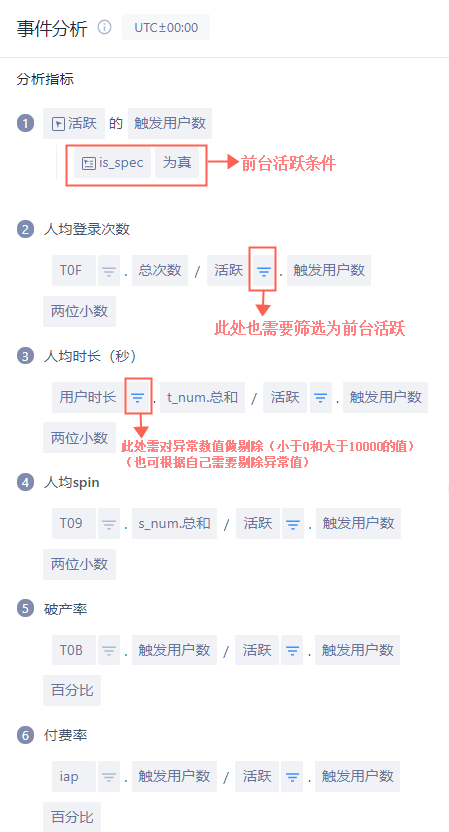 事件分析 UTC±00:00
分析指标
1 活跃 的 触发用户数
is_spec 为真 前台活跃条件
2 人均登录次数
T0F . 总次数 / 活跃 . 触发用户数
两位小数
此处也需要筛选为前台活跃
3 人均时长（秒）
用户时长 . t_num.总和 / 活跃 . 触发用户数
两位小数
此处需对异常数值做剔除（小于0和大于10000的值）
（也可根据自己需要剔除异常值）
4 人均spin
T09 . s_num.总和 / 活跃 . 触发用户数
两位小数
5 破产率
T0B . 触发用户数 / 活跃 . 触发用户数
百分比
6 付费率
iap . 触发用户数 / 活跃 . 触发用户数
百分比